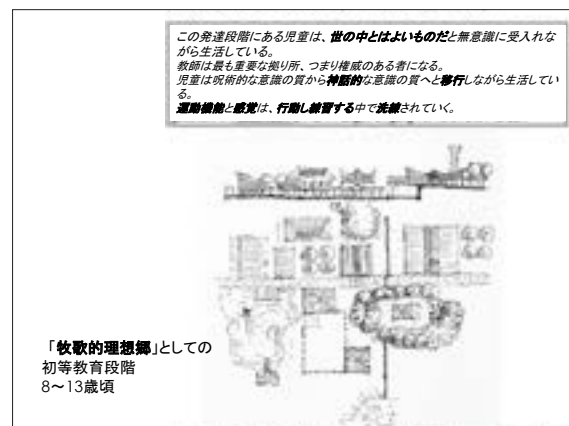 この発達段階にある児童は、世の中とはよいものだと無意識に受入れな
がら生活している。
教師は最も重要な拠り所、つまり権威のある者になる。
児童は呪術的な意識の質から神話的な意識の質へと移行しながら生活してい
る。
運動機能と感覚は、行動し練習する中で洗練されていく。
「牧歌的理想郷」としての
初等教育段階
8～13歳頃